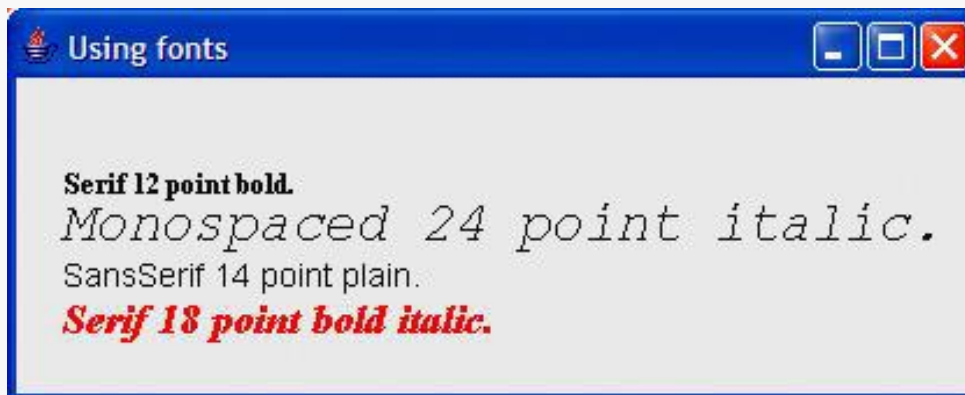 Using fonts
Serif 12 point bold.
Monospaced 24 point italic.
SansSerif 14 point plain.
Serif 18 point bold italic.